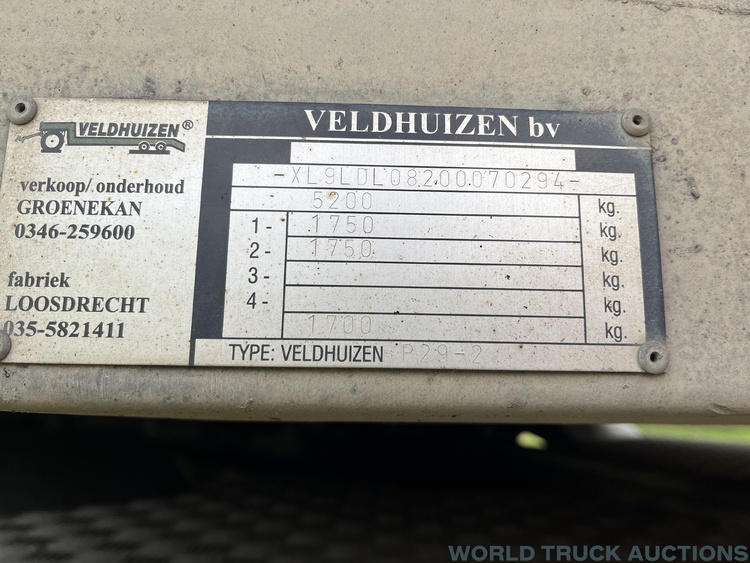 VELDHUIZEN®
verkoop/ onderhoud
GROENEKAN
0346-259600
fabriek
LOOSDRECHT
035-5821411
VELDHUIZEN bv
-XL9LDL08200070294-
5200 kg.
1- 1750 kg.
2- 1750 kg.
3- kg.
4- kg.
1700 kg.
TYPE: VELDHUIZEN P29-2
WORLD TRUCK AUCTIONS